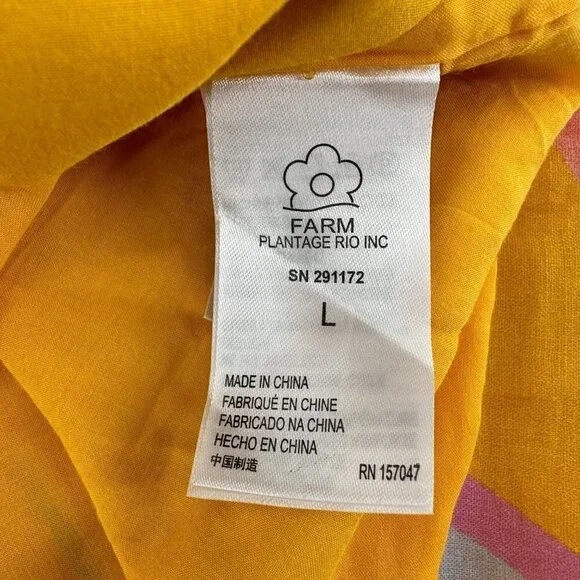 FARM
PLANTAGE RIO INC
SN 291172
L
MADE IN CHINA
FABRIQUÉ EN CHINE
FABRICADO NA CHINA
HECHO EN CHINA
中国制造
RN 157047